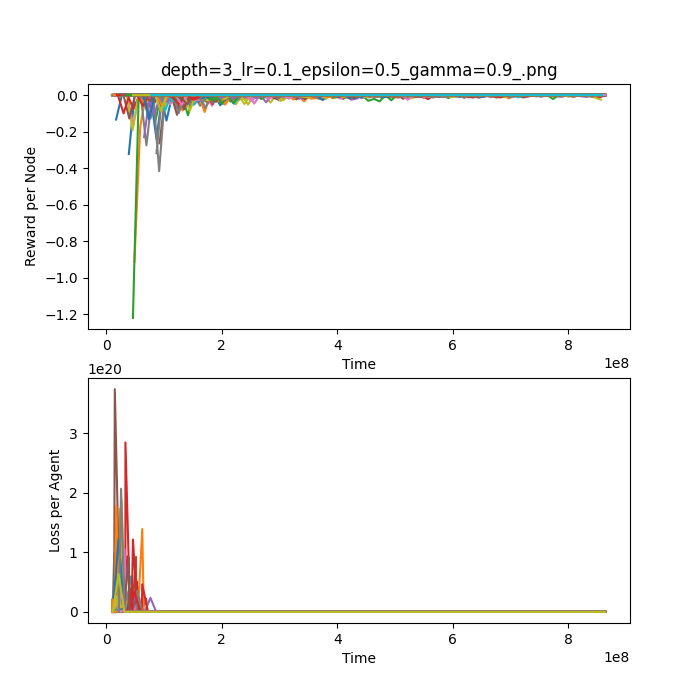 depth=3_lr=0.1_epsilon=0.5_gamma=0.9_.png
Reward per Node
0.0
−0.2
−0.4
−0.6
−0.8
−1.0
−1.2
0 2 4 6 8
1e8
Time
1e20
Loss per Agent
3
2
1
0
0 2 4 6 8
1e8
Time